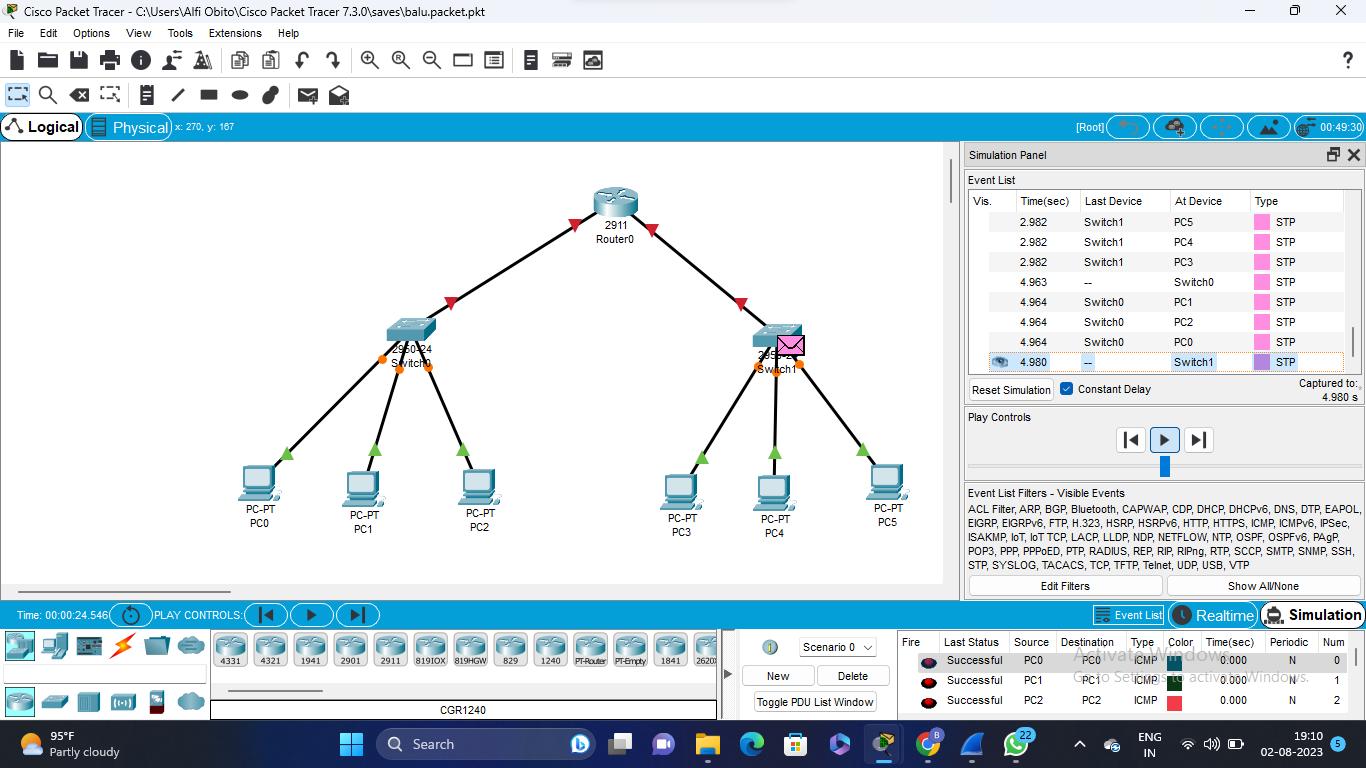 Cisco Packet Tracer - C:\Users\Alfi Obito\Cisco Packet Tracer 7.3.0\saves\balu.packet.pkt
File Edit Options View Tools Extensions Help
?
Logical Physical x: 270, y: 167 [Root] 00:49:30
2911
Router0
2950-24
Switch0
Switch1
PC-PT
PC0
PC-PT
PC1
PC-PT
PC2
PC-PT
PC3
PC-PT
PC4
PC-PT
PC5
Simulation Panel
Event List
Vis. Time(sec) Last Device At Device Type
2.982 Switch1 PC5 STP
2.982 Switch1 PC4 STP
2.982 Switch1 PC3 STP
4.963 -- Switch0 STP
4.964 Switch0 PC1 STP
4.964 Switch0 PC2 STP
4.964 Switch0 PC0 STP
4.980 -- Switch1 STP
Reset Simulation Constant Delay Captured to:
4.980 s
Play Controls
Event List Filters - Visible Events
ACL Filter, ARP, BGP, Bluetooth, CAPWAP, CDP, DHCP, DHCPv6, DNS, DTP, EAPOL,
EIGRP, EIGRPv6, FTP, H.323, HSRP, HSRPv6, HTTP, HTTPS, ICMP, ICMPv6, IPSec,
ISAKMP, IoT, IoT TCP, LACP, LLDP, NDP, NETFLOW, NTP, OSPF, OSPFv6, PAgP,
POP3, PPP, PPPoED, PTP, RADIUS, REP, RIP, RIPng, RTP, SCCP, SMTP, SNMP, SSH,
STP, SYSLOG, TACACS, TCP, TFTP, Telnet, UDP, USB, VTP
Edit Filters Show All/None
Time: 00:00:24.546 PLAY CONTROLS: Event List Realtime Simulation
4331 4321 1941 2901 2911 819IOX 819HGW 829 1240 PT-Router PT-Empty 1841 2620X
CGR1240
Scenario 0
New Delete
Toggle PDU List Window
Fire Last Status Source Destination Type Color Time(sec) Periodic Num
Successful PC0 PC0 ICMP 0.000 N 0
Successful PC1 PC1 ICMP 0.000 N 1
Successful PC2 PC2 ICMP 0.000 N 2
Activate Windows
Go to Settings to activate Windows.
95°F
Partly cloudy
Search
B
22
ENG
IN
19:10
02-08-2023
5